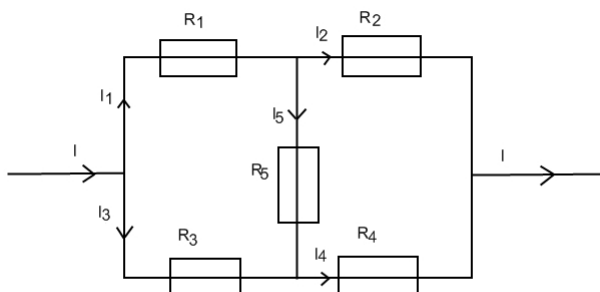 R₁
R₂
I₂
I₁
I₅
I
I
R₅
I₃
R₃
I₄
R₄